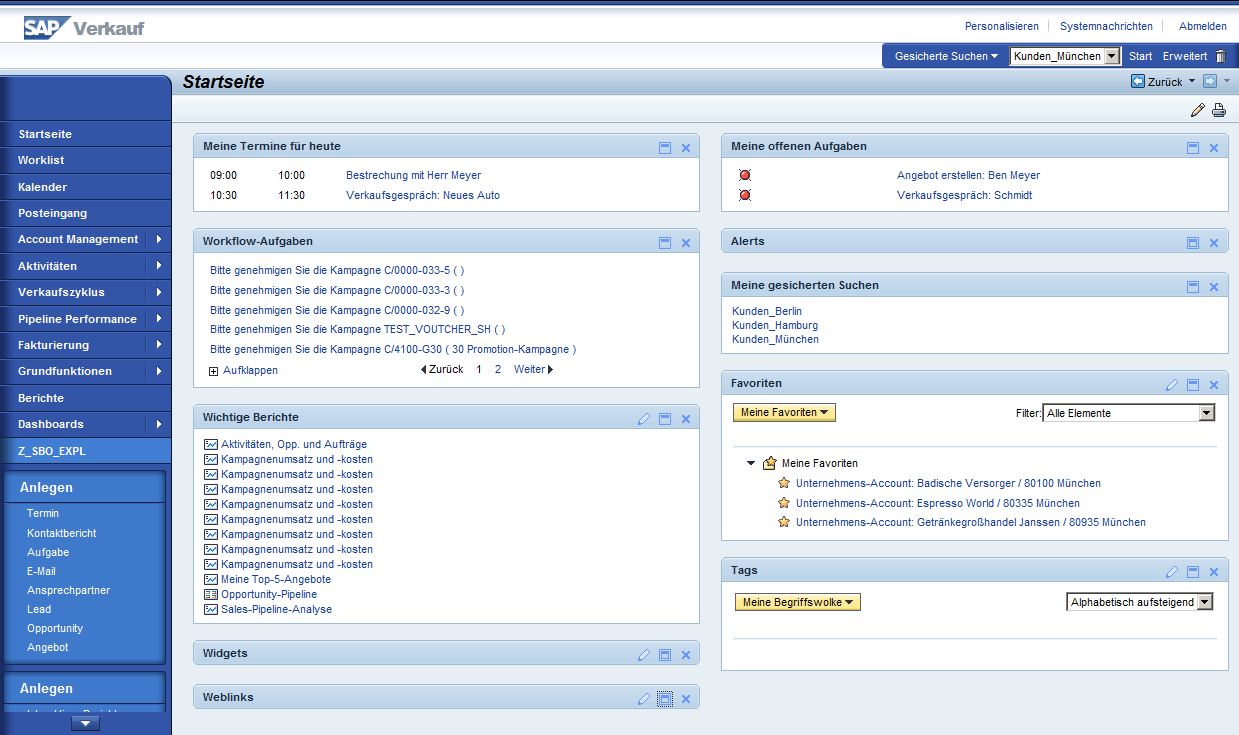 SAP Verkauf
Personalisieren Systemnachrichten Abmelden
Gesicherte Suchen Kunden_München Start Erweitert
Startseite
Zurück
Startseite
Worklist
Kalender
Posteingang
Account Management
Aktivitäten
Verkaufszyklus
Pipeline Performance
Fakturierung
Grundfunktionen
Berichte
Dashboards
Z_SBO_EXPL
Anlegen
Termin
Kontaktbericht
Aufgabe
E-Mail
Ansprechpartner
Lead
Opportunity
Angebot
Anlegen
Meine Termine für heute
09:00 10:00 Bestrechung mit Herr Meyer
10:30 11:30 Verkaufsgespräch: Neues Auto
Workflow-Aufgaben
Bitte genehmigen Sie die Kampagne C/0000-033-5 ( )
Bitte genehmigen Sie die Kampagne C/0000-033-3 ( )
Bitte genehmigen Sie die Kampagne C/0000-032-9 ( )
Bitte genehmigen Sie die Kampagne TEST_VOUTCHER_SH ( )
Bitte genehmigen Sie die Kampagne C/4100-G30 ( 30 Promotion-Kampagne )
Aufklappen Zurück 1 2 Weiter
Wichtige Berichte
Aktivitäten, Opp. und Aufträge
Kampagnenumsatz und -kosten
Kampagnenumsatz und -kosten
Kampagnenumsatz und -kosten
Kampagnenumsatz und -kosten
Kampagnenumsatz und -kosten
Kampagnenumsatz und -kosten
Kampagnenumsatz und -kosten
Kampagnenumsatz und -kosten
Meine Top-5-Angebote
Opportunity-Pipeline
Sales-Pipeline-Analyse
Widgets
Weblinks
Meine offenen Aufgaben
Angebot erstellen: Ben Meyer
Verkaufsgespräch: Schmidt
Alerts
Meine gesicherten Suchen
Kunden_Berlin
Kunden_Hamburg
Kunden_München
Favoriten
Meine Favoriten Filter: Alle Elemente
Meine Favoriten
Unternehmens-Account: Badische Versorger / 80100 München
Unternehmens-Account: Espresso World / 80335 München
Unternehmens-Account: Getränkegroßhandel Janssen / 80935 München
Tags
Meine Begriffswolke Alphabetisch aufsteigend